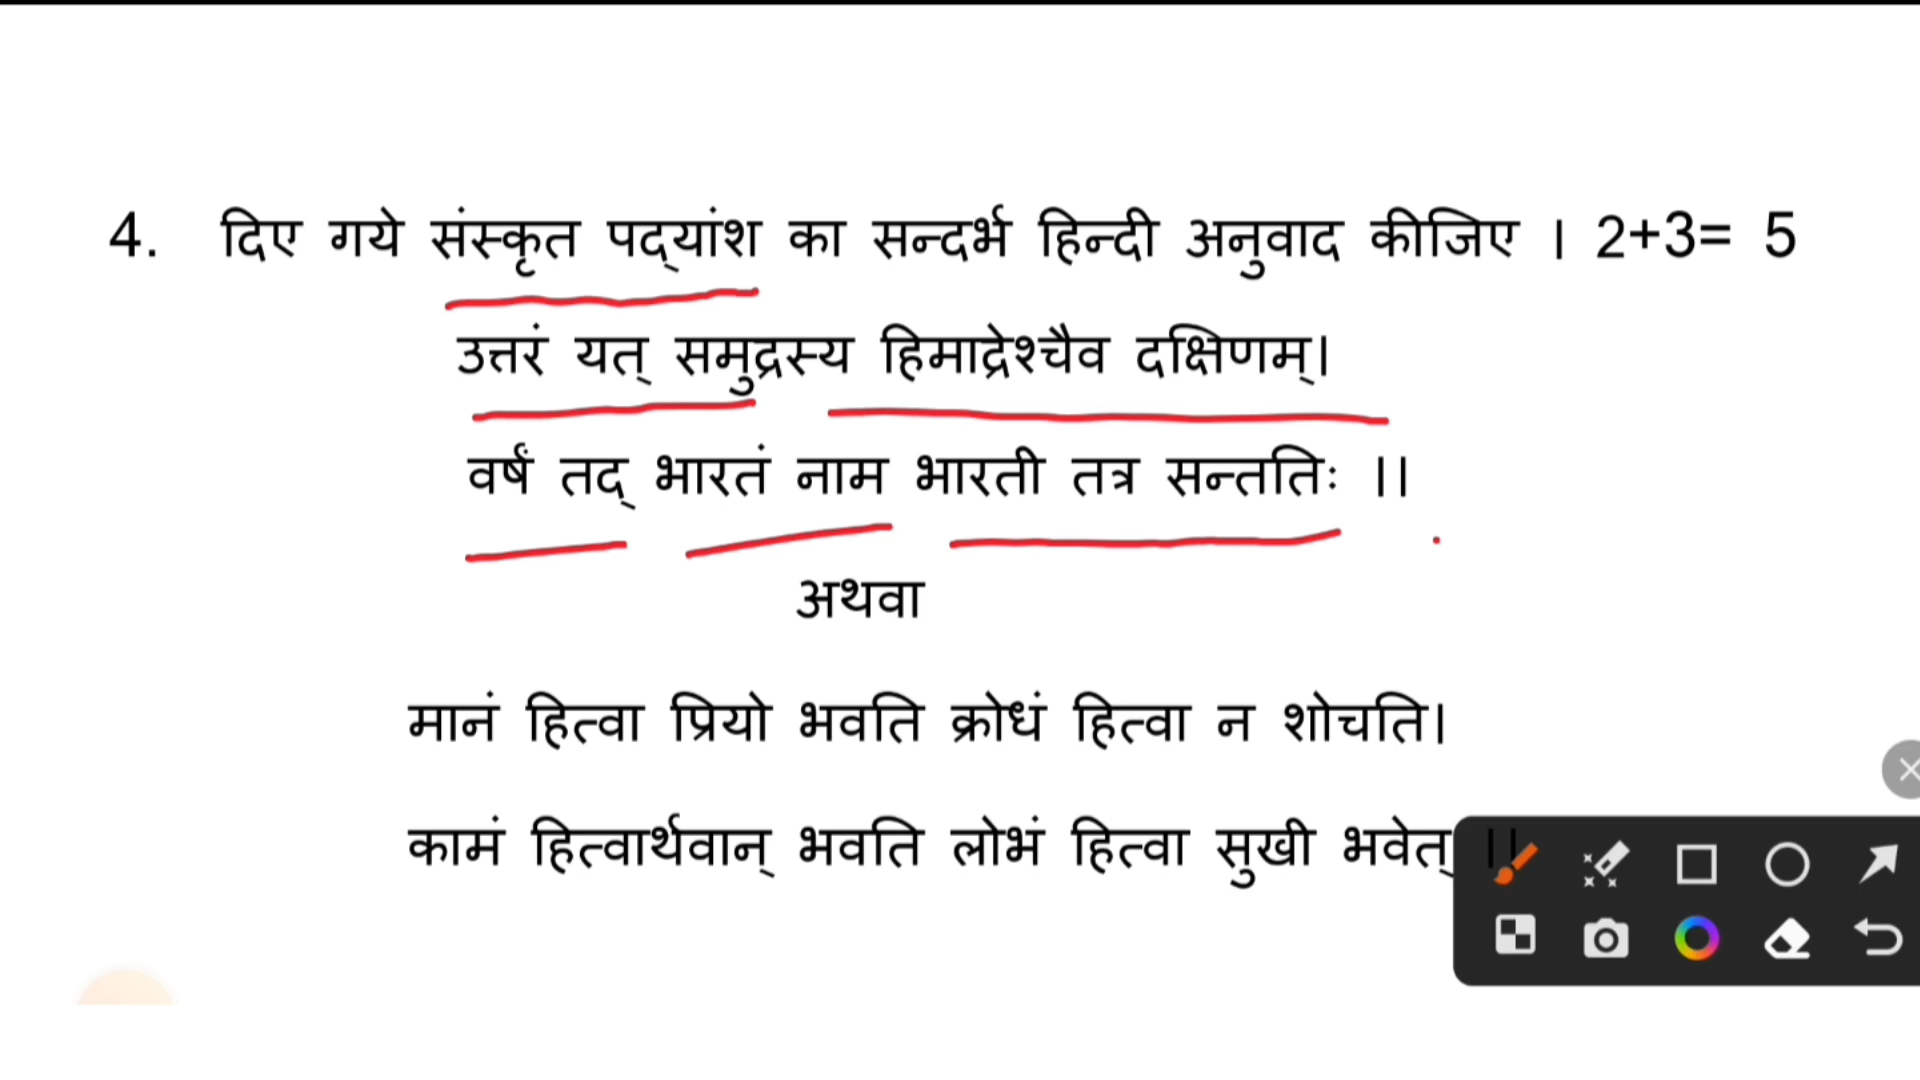 4. दिए गये संस्कृत पद्यांश का सन्दर्भ हिन्दी अनुवाद कीजिए । 2+3= 5
उत्तरं यत् समुद्रस्य हिमाद्रेश्चैव दक्षिणम्।
वर्षं तद् भारतं नाम भारती तत्र सन्ततिः ।।
अथवा
मानं हित्वा प्रियो भवति क्रोधं हित्वा न शोचति।
कामं हित्वार्थवान् भवति लोभं हित्वा सुखी भवेत् ।।